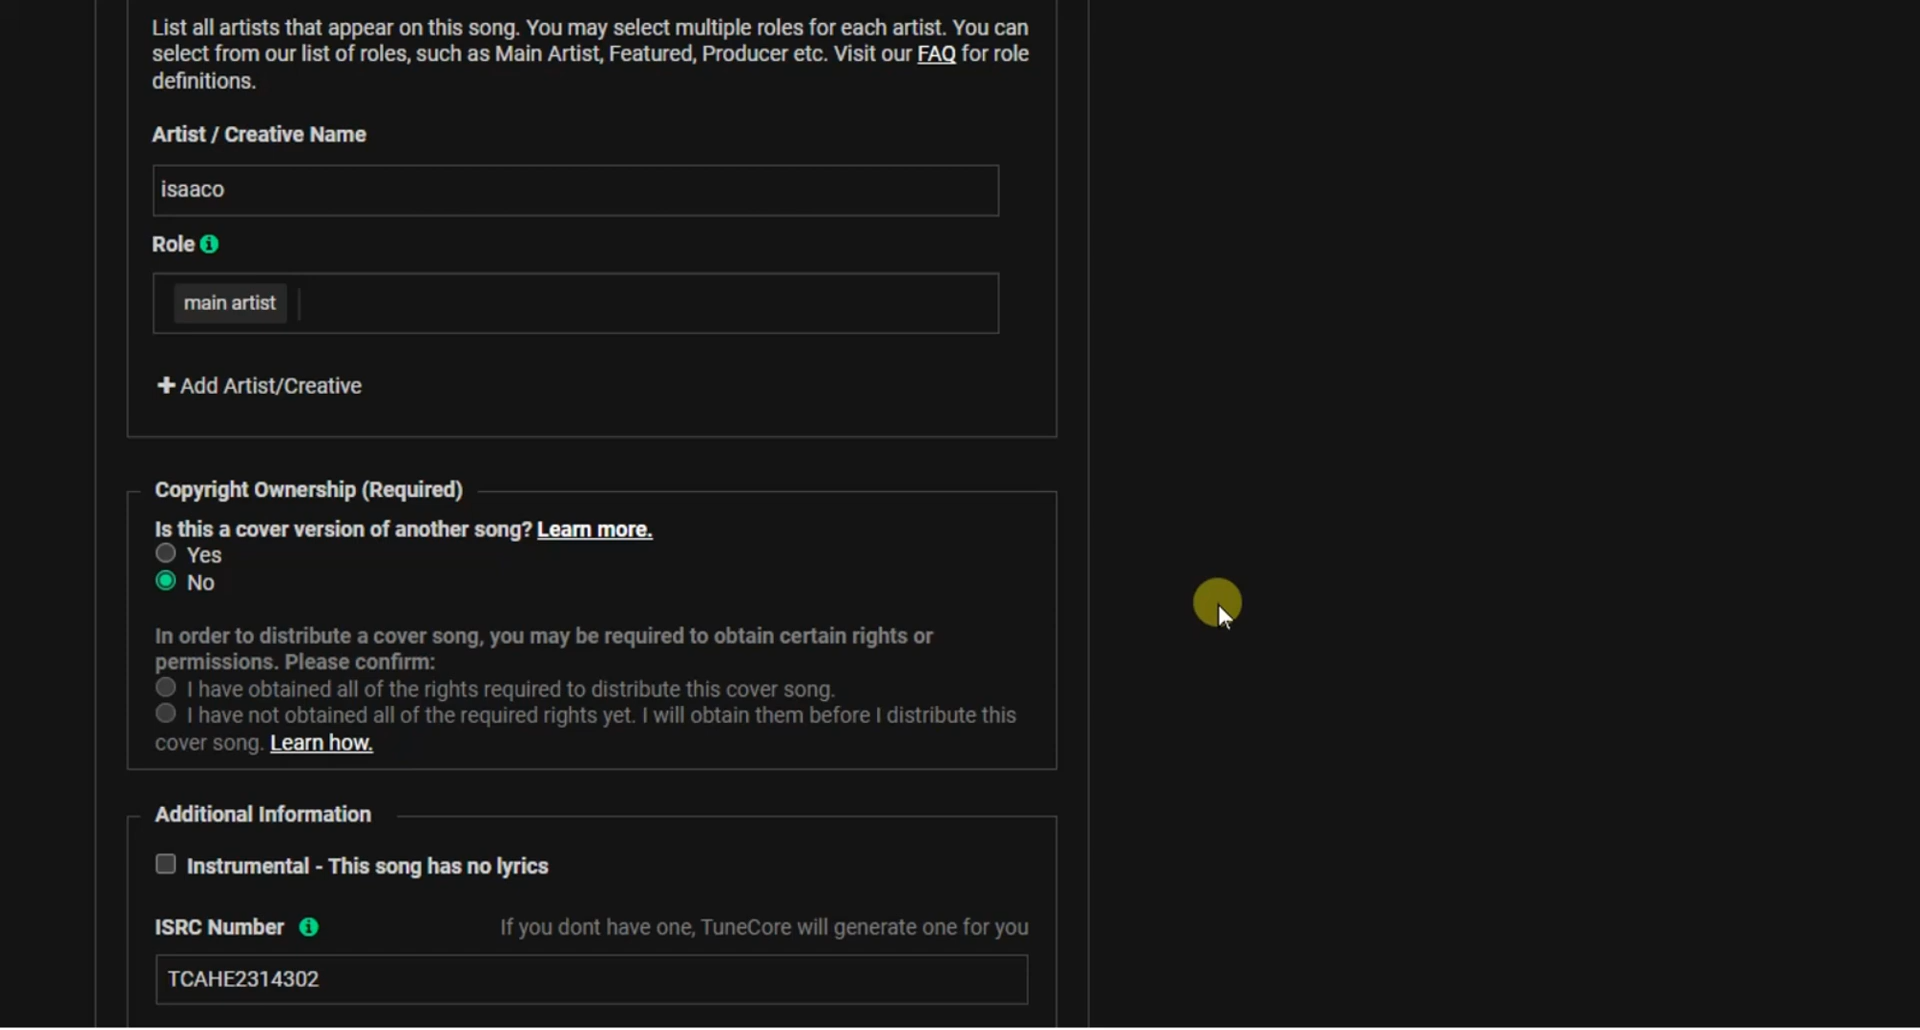 List all artists that appear on this song. You may select multiple roles for each artist. You can
select from our list of roles, such as Main Artist, Featured, Producer etc. Visit our FAQ for role
definitions.
Artist / Creative Name
isaaco
Role
main artist
Add Artist/Creative
Copyright Ownership (Required)
Is this a cover version of another song? Learn more.
Yes
No
In order to distribute a cover song, you may be required to obtain certain rights or
permissions. Please confirm:
I have obtained all of the rights required to distribute this cover song.
I have not obtained all of the required rights yet. I will obtain them before I distribute this
cover song. Learn how.
Additional Information
Instrumental - This song has no lyrics
ISRC Number If you dont have one, TuneCore will generate one for you
TCAHE2314302